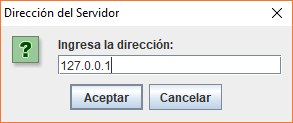 Dirección del Servidor
Ingresa la dirección:
127.0.0.1
Aceptar
Cancelar